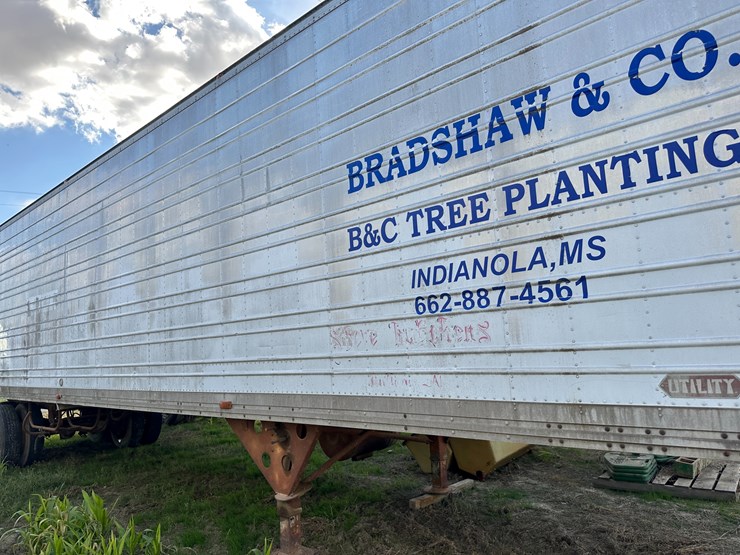 BRADSHAW & CO.
B&C TREE PLANTING
INDIANOLA, MS
662-887-4561
UTILITY